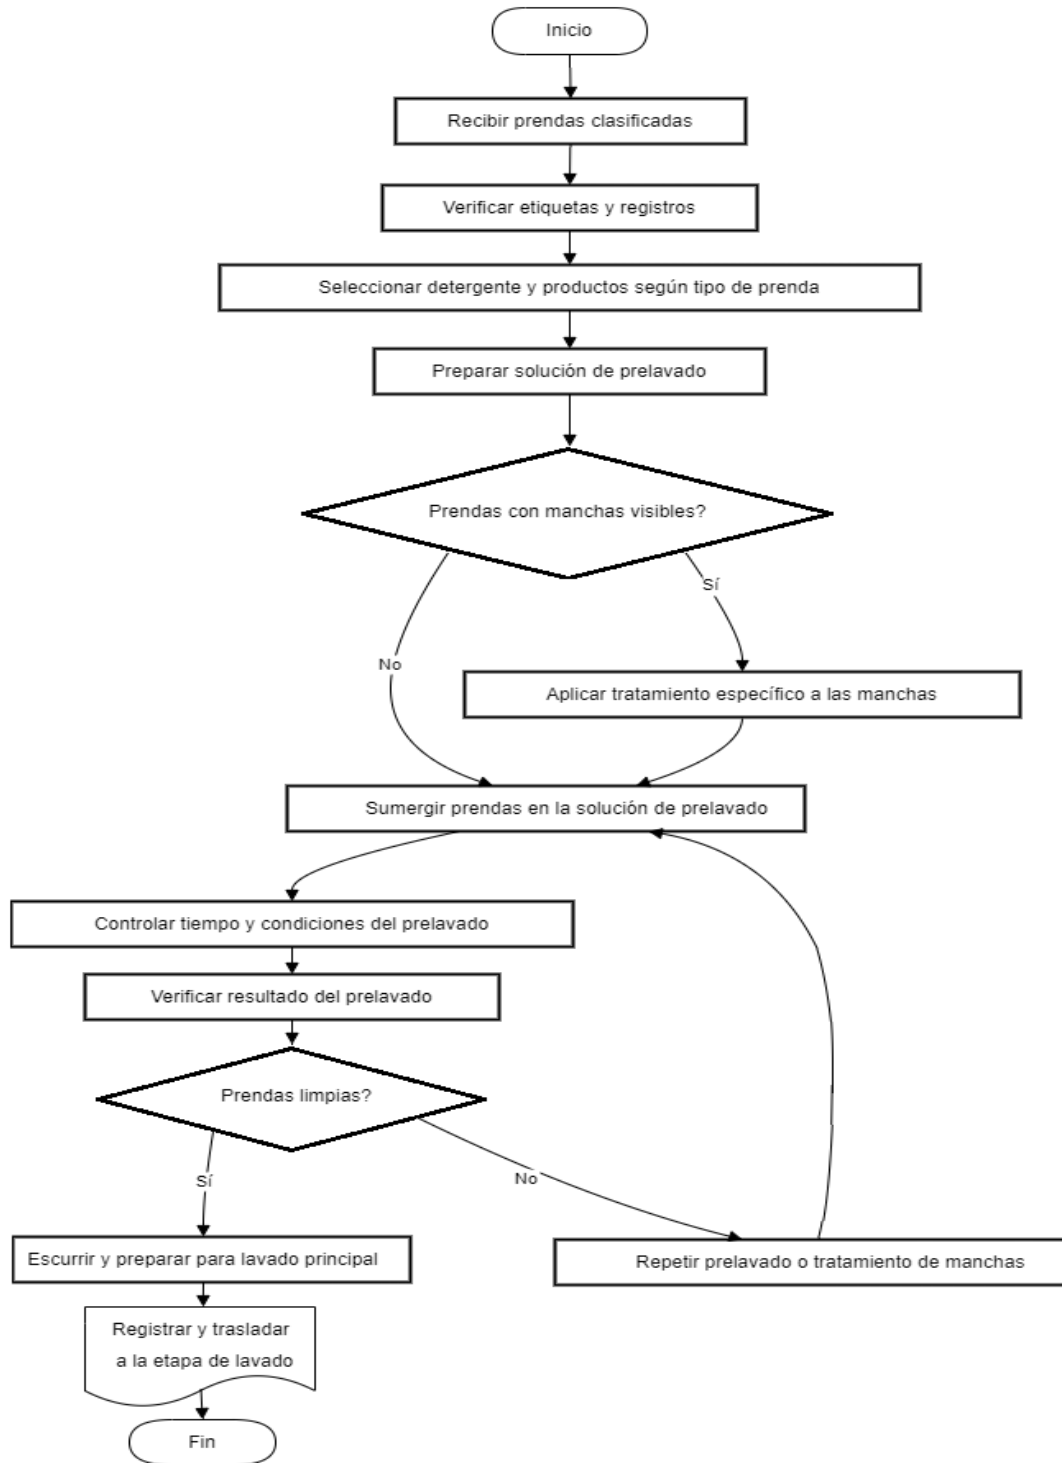 Inicio
Recibir prendas clasificadas
Verificar etiquetas y registros
Seleccionar detergente y productos según tipo de prenda
Preparar solución de prelavado
Prendas con manchas visibles?
Sí
No
Aplicar tratamiento específico a las manchas
Sumergir prendas en la solución de prelavado
Controlar tiempo y condiciones del prelavado
Verificar resultado del prelavado
Prendas limpias?
Sí
No
Escurrir y preparar para lavado principal
Repetir prelavado o tratamiento de manchas
Registrar y trasladar
a la etapa de lavado
Fin